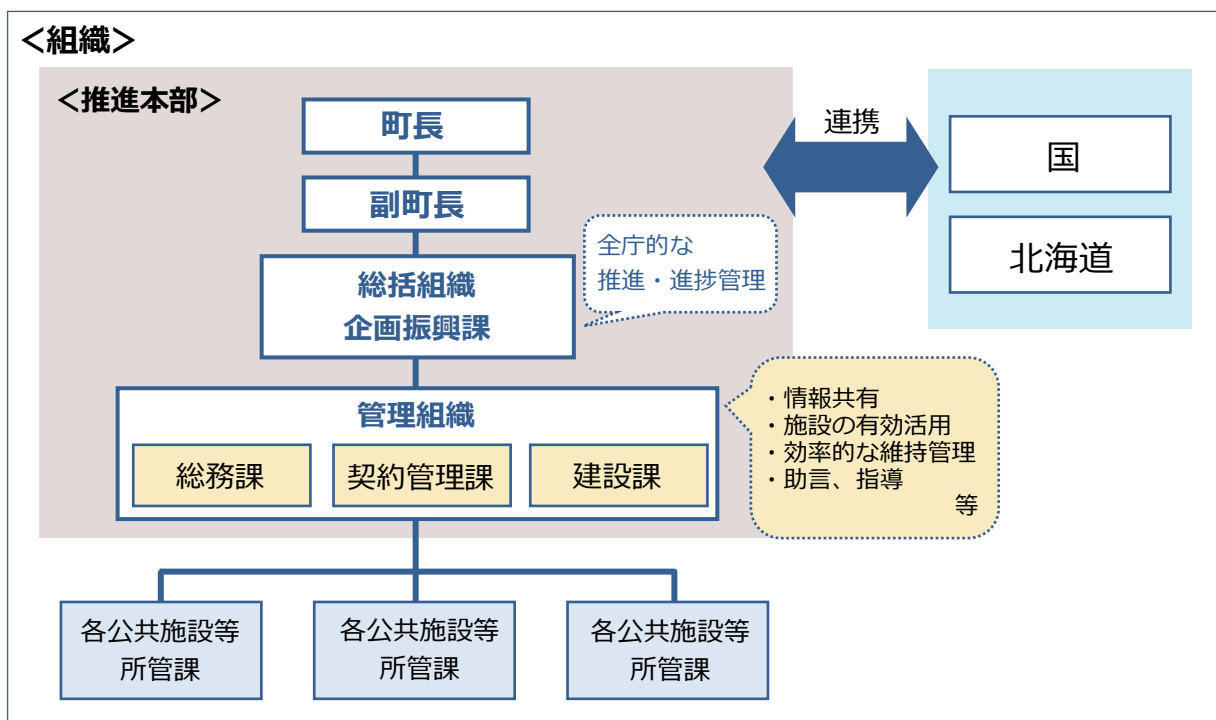 ＜組織＞
＜推進本部＞
町長
副町長
総括組織
企画振興課
全庁的な
推進・進捗管理
連携
国
北海道
管理組織
総務課
契約管理課
建設課
・情報共有
・施設の有効活用
・効率的な維持管理
・助言、指導
等
各公共施設等
所管課
各公共施設等
所管課
各公共施設等
所管課